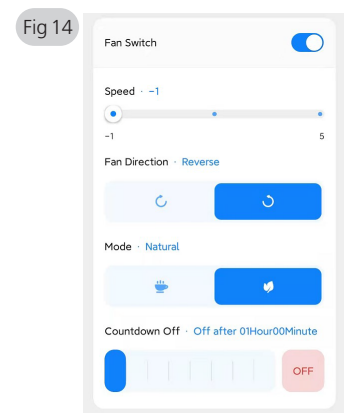 Fig 14
Fan Switch
Speed · −1
−1 5
Fan Direction · Reverse
Mode · Natural
Countdown Off · Off after 01Hour00Minute
OFF